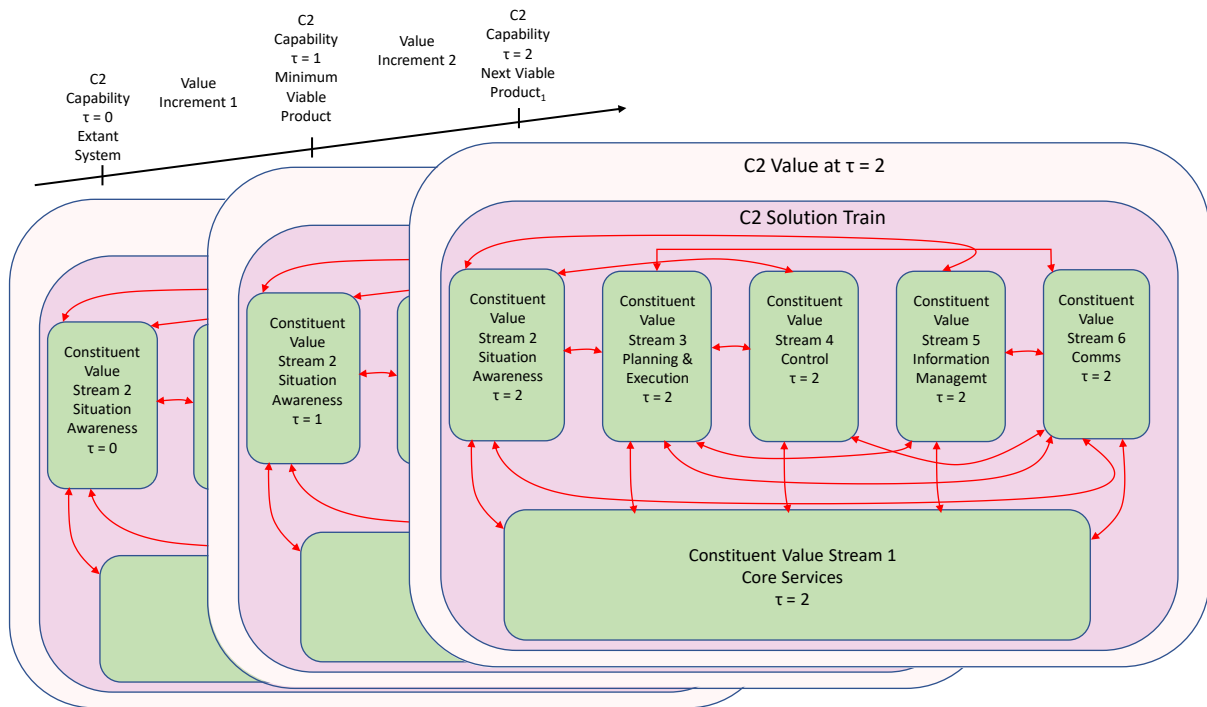 C2
Capability
τ = 0
Extant
System
Value
Increment 1
C2
Capability
τ = 1
Minimum
Viable
Product
Value
Increment 2
C2
Capability
τ = 2
Next Viable
Product₁
C2 Value at τ = 2
C2 Solution Train
Constituent
Value
Stream 2
Situation
Awareness
τ = 0
Constituent
Value
Stream 2
Situation
Awareness
τ = 1
Constituent
Value
Stream 2
Situation
Awareness
τ = 2
Constituent
Value
Stream 3
Planning &
Execution
τ = 2
Constituent
Value
Stream 4
Control
τ = 2
Constituent
Value
Stream 5
Information
Managemt
τ = 2
Constituent
Value
Stream 6
Comms
τ = 2
Constituent Value Stream 1
Core Services
τ = 2